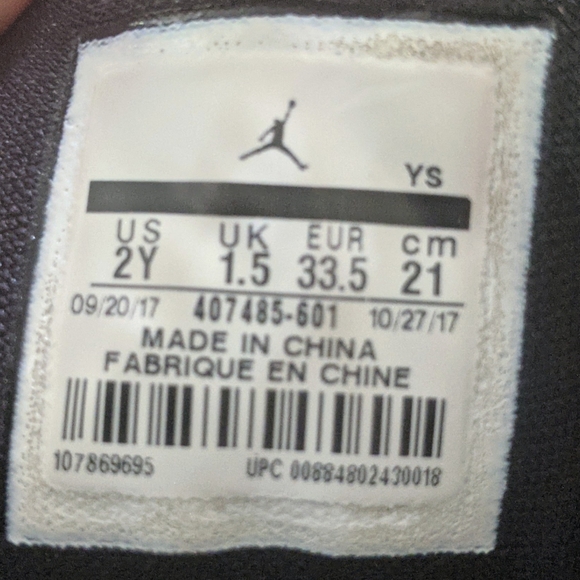 YS
US UK EUR cm
2Y 1.5 33.5 21
09/20/17 407485-601 10/27/17
MADE IN CHINA
FABRIQUE EN CHINE
107869695 UPC 00884802430018